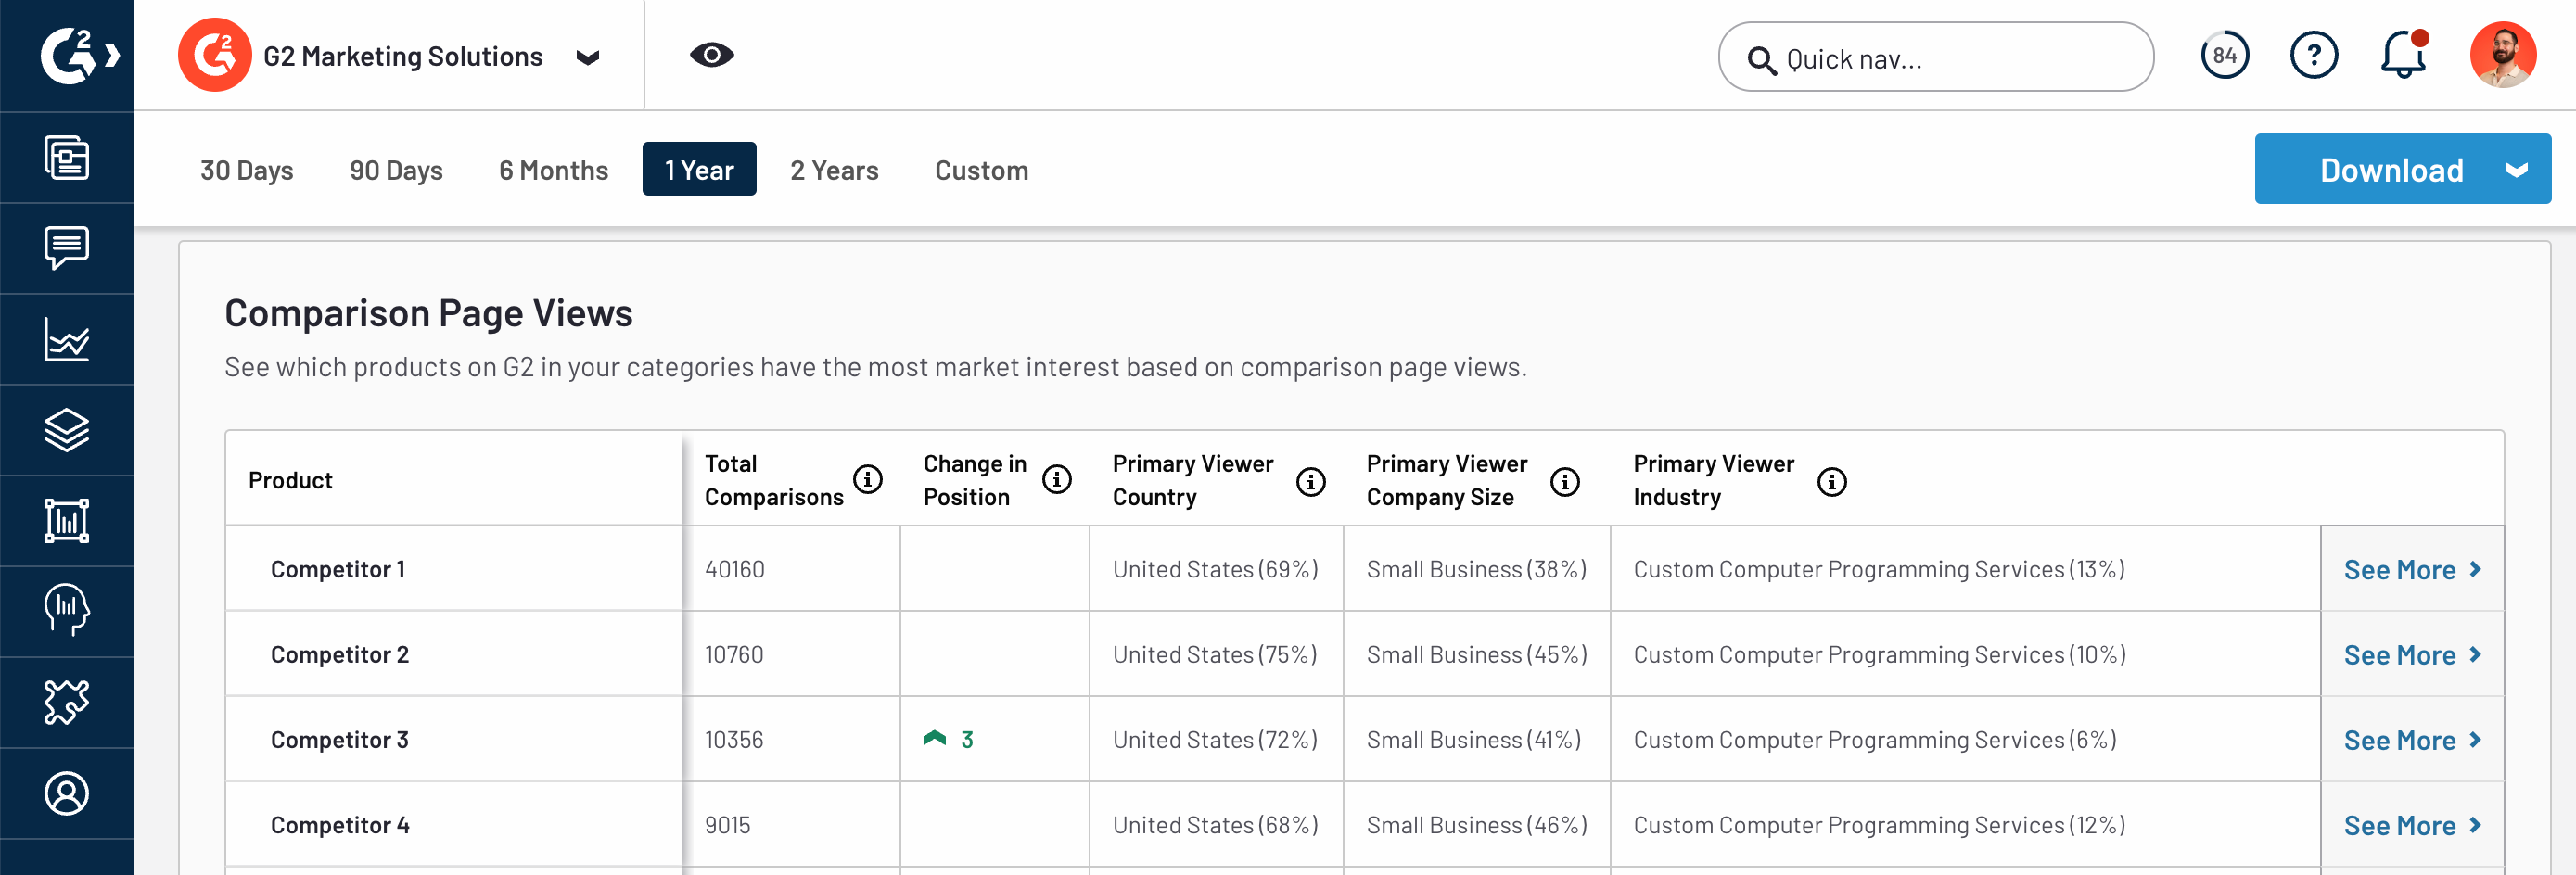 G2 Marketing Solutions
Quick nav...
84
?
30 Days 90 Days 6 Months 1 Year 2 Years Custom
Download
Comparison Page Views
See which products on G2 in your categories have the most market interest based on comparison page views.
Product
Total Comparisons
Change in Position
Primary Viewer Country
Primary Viewer Company Size
Primary Viewer Industry
Competitor 1 40160 United States (69%) Small Business (38%) Custom Computer Programming Services (13%) See More
Competitor 2 10760 United States (75%) Small Business (45%) Custom Computer Programming Services (10%) See More
Competitor 3 10356 3 United States (72%) Small Business (41%) Custom Computer Programming Services (6%) See More
Competitor 4 9015 United States (68%) Small Business (46%) Custom Computer Programming Services (12%) See More